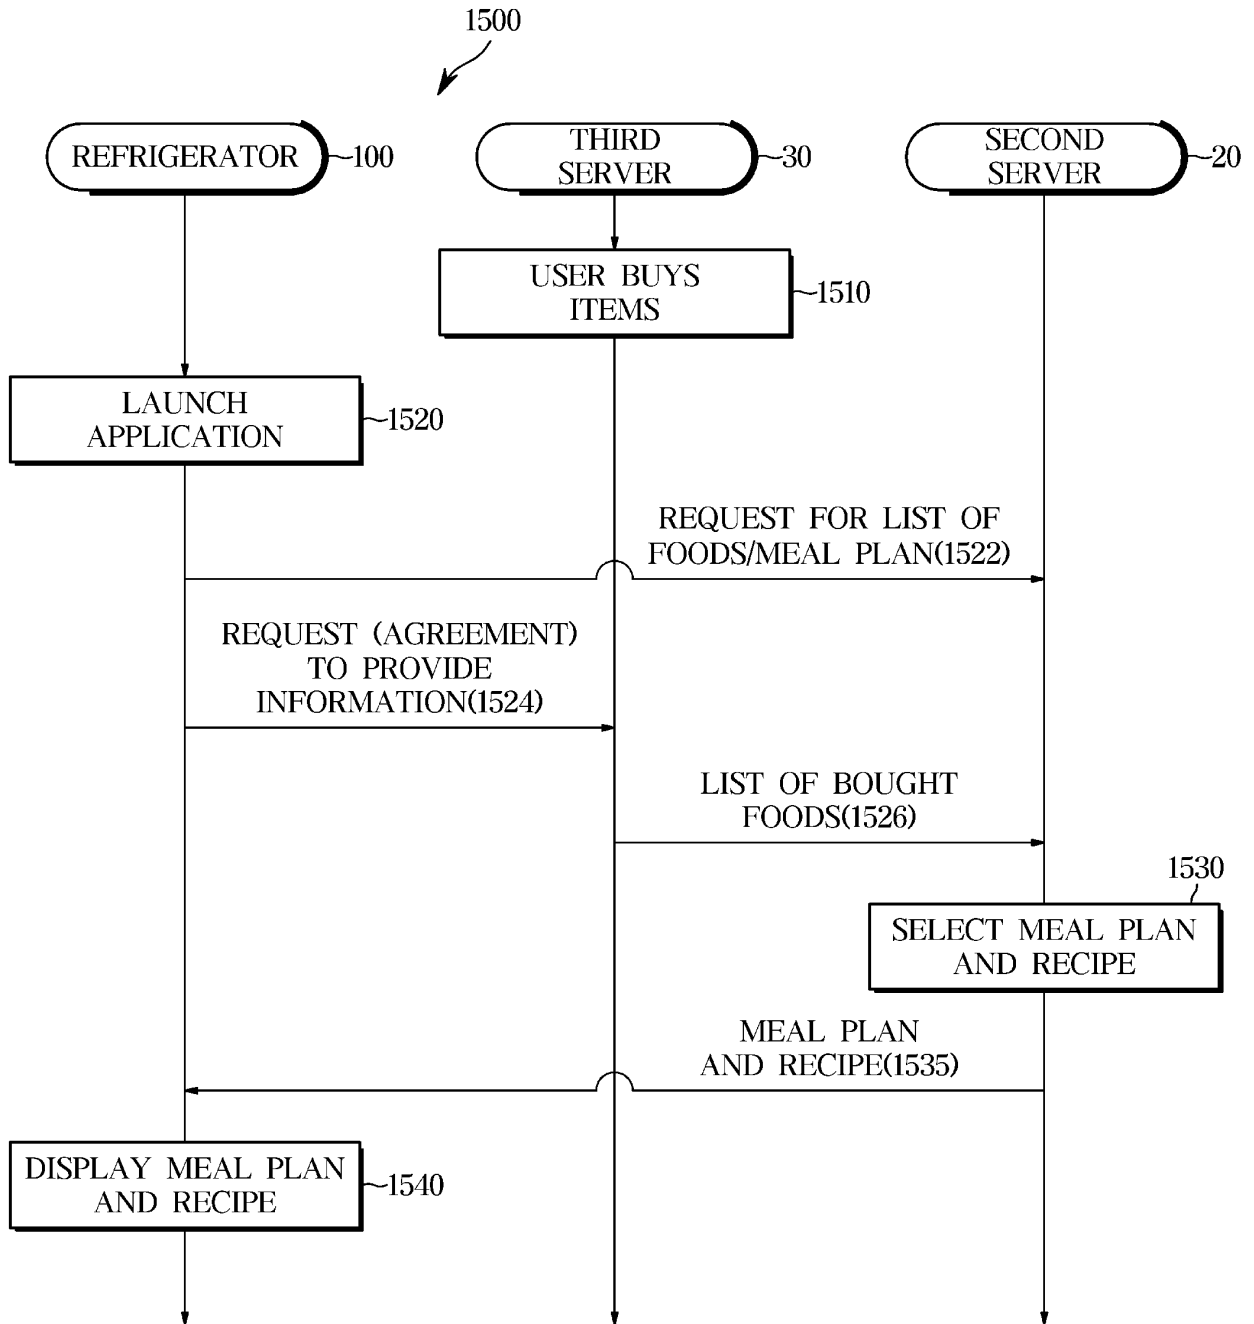 1500
REFRIGERATOR
100
THIRD
SERVER
30
SECOND
SERVER
20
USER BUYS
ITEMS
1510
LAUNCH
APPLICATION
1520
REQUEST FOR LIST OF
FOODS/MEAL PLAN(1522)
REQUEST (AGREEMENT)
TO PROVIDE
INFORMATION(1524)
LIST OF BOUGHT
FOODS(1526)
1530
SELECT MEAL PLAN
AND RECIPE
MEAL PLAN
AND RECIPE(1535)
DISPLAY MEAL PLAN
AND RECIPE
1540